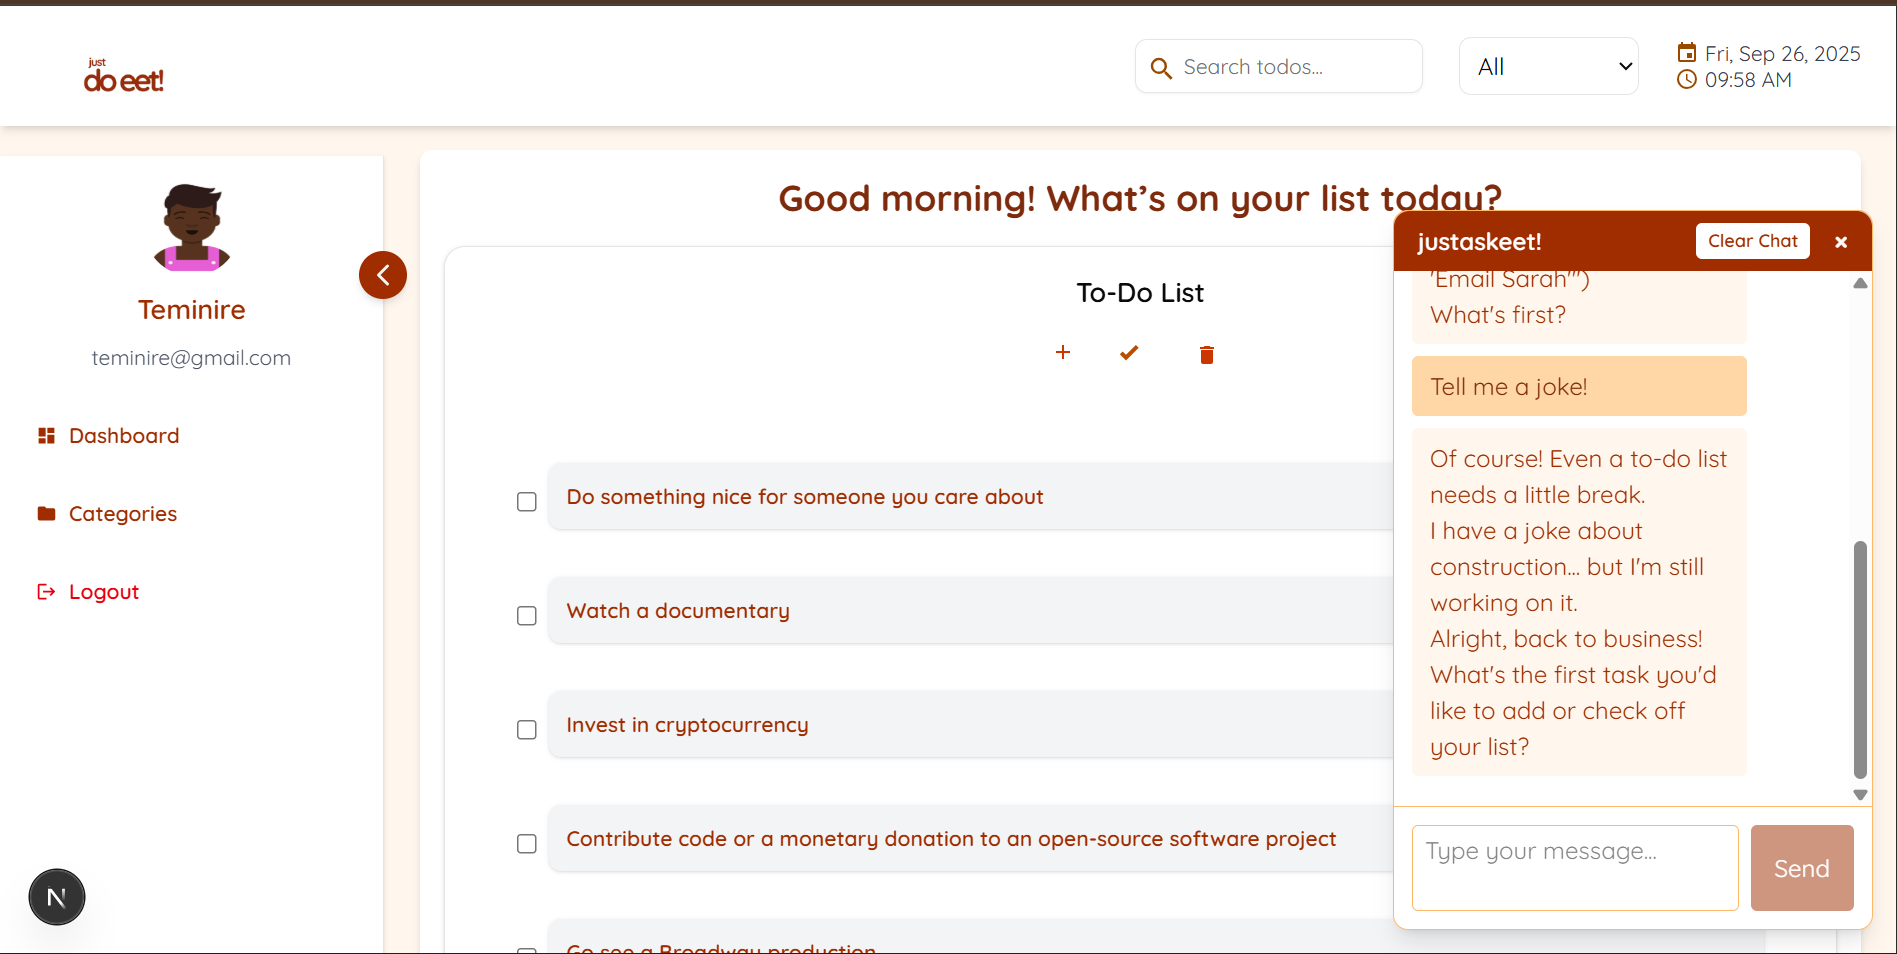 just
do eet!
Search todos...
All
Fri, Sep 26, 2025
09:58 AM
Teminire
teminire@gmail.com
Dashboard
Categories
Logout
N
Good morning! What’s on your list today?
To-Do List
Do something nice for someone you care about
Watch a documentary
Invest in cryptocurrency
Contribute code or a monetary donation to an open-source software project
Go see a Broadway production
justaskeet!
Clear Chat
'Email Sarah'")
What's first?
Tell me a joke!
Of course! Even a to-do list
needs a little break.
I have a joke about
construction... but I'm still
working on it.
Alright, back to business!
What's the first task you'd
like to add or check off
your list?
Type your message...
Send